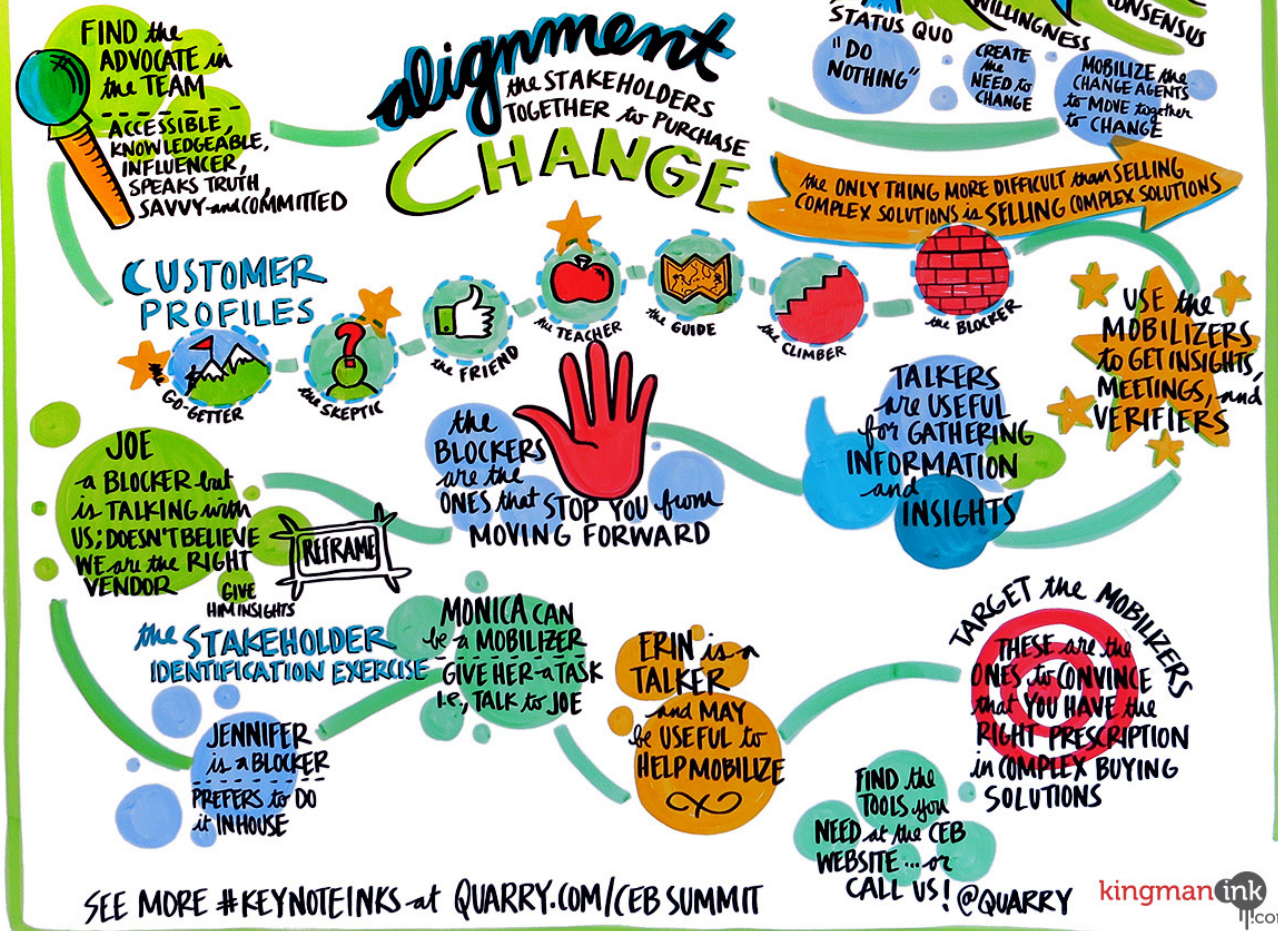 FIND the
ADVOCATE in
the TEAM
ACCESSIBLE,
KNOWLEDGEABLE,
INFLUENCER,
SPEAKS TRUTH,
SAVVY and COMMITTED
alignment
the STAKEHOLDERS
TOGETHER to PURCHASE
CHANGE
STATUS QUO
WILLINGNESS
CONSENSUS
"DO
NOTHING"
CREATE
the
NEED to
CHANGE
MOBILIZE the
CHANGE AGENTS
to MOVE together
to CHANGE
the ONLY THING MORE DIFFICULT than SELLING
COMPLEX SOLUTIONS is SELLING COMPLEX SOLUTIONS
CUSTOMER
PROFILES
the GO-GETTER
the SKEPTIC
the FRIEND
the TEACHER
the GUIDE
the CLIMBER
the BLOCKER
USE the
MOBILIZERS
to GET INSIGHTS,
MEETINGS, and
VERIFIERS
TALKERS
are USEFUL
for GATHERING
INFORMATION
and
INSIGHTS
the
BLOCKERS
are the
ONES that STOP YOU from
MOVING FORWARD
JOE
a BLOCKER but
is TALKING with
US; DOESN'T BELIEVE
WE are the RIGHT
VENDOR
GIVE
HIM INSIGHTS
REFRAME
the STAKEHOLDER
IDENTIFICATION EXERCISE
JENNIFER
is a BLOCKER
PREFERS to DO
it INHOUSE
MONICA CAN
be a MOBILIZER
GIVE HER a TASK
i.e., TALK to JOE
ERIN is a
TALKER
and MAY
be USEFUL to
HELP MOBILIZE
TARGET the MOBILIZERS
THESE are the
ONES to CONVINCE
that YOU HAVE the
RIGHT PRESCRIPTION
in COMPLEX BUYING
SOLUTIONS
FIND the
TOOLS you
NEED at the CEB
WEBSITE... or
CALL US! @QUARRY
SEE MORE #KEYNOTEINKS at QUARRY.COM/CEB SUMMIT
kingman ink
.com